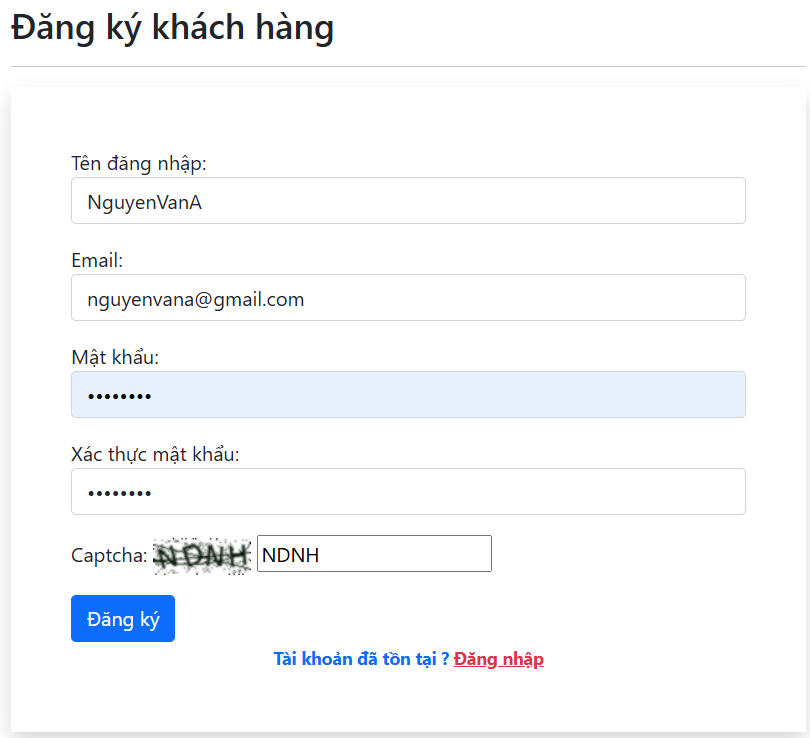 Đăng ký khách hàng
Tên đăng nhập:
NguyenVanA
Email:
nguyenvana@gmail.com
Mật khẩu:
••••••••
Xác thực mật khẩu:
••••••••
Captcha: NDNH NDNH
Đăng ký
Tài khoản đã tồn tại ? Đăng nhập